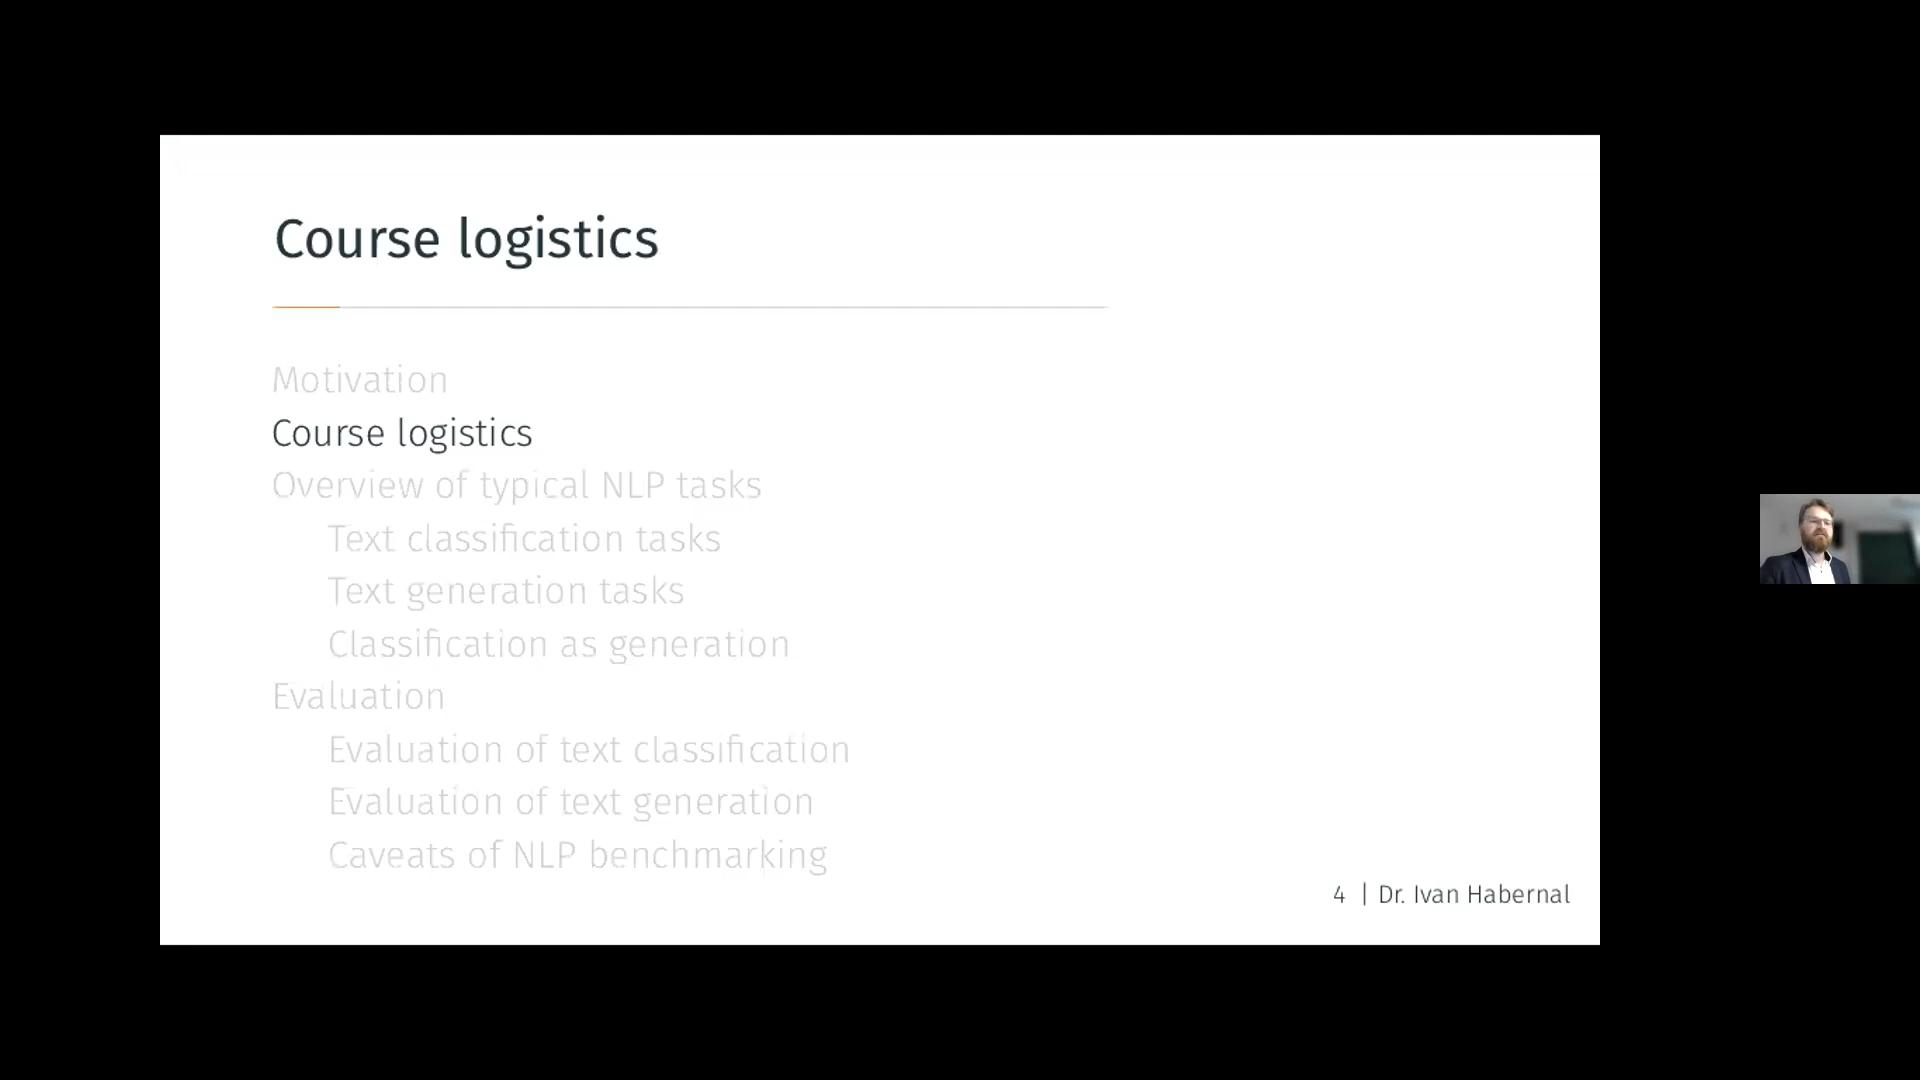 Course logistics
Motivation
Course logistics
Overview of typical NLP tasks
Text classification tasks
Text generation tasks
Classification as generation
Evaluation
Evaluation of text classification
Evaluation of text generation
Caveats of NLP benchmarking
4 | Dr. Ivan Habernal